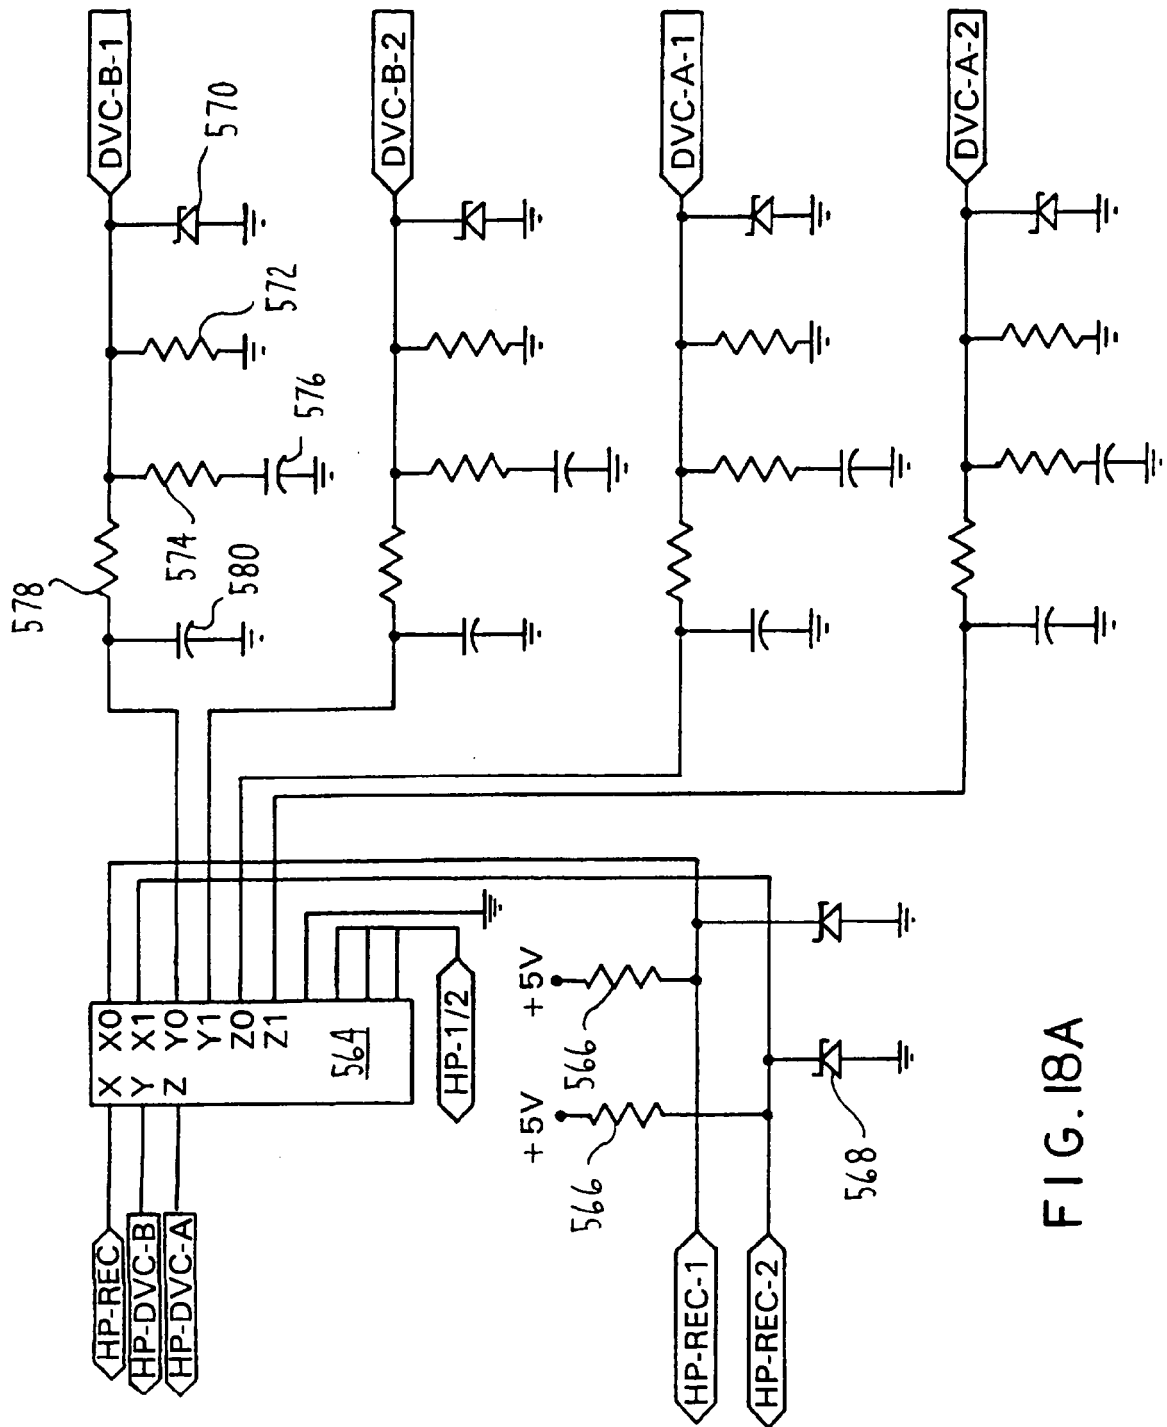 DVC-B-1
570
572
576
578
574
580
DVC-B-2
DVC-A-1
DVC-A-2
X X0
Y X1
Z Y0
Y1
Z0
Z1
564
HP-REC
HP-DVC-B
HP-DVC-A
HP-1/2
+5V
566
+5V
566
568
HP-REC-1
HP-REC-2
FIG. 18A